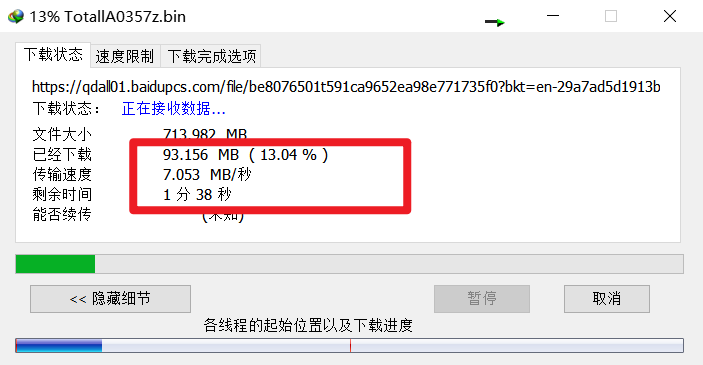 13% TotalIA0357z.bin
下载状态 速度限制 下载完成选项
https://qdall01.baidupcs.com/file/be8076501t591ca9652ea98e771735f0?bkt=en-29a7ad5d1913b
下载状态： 正在接收数据...
文件大小 713.982 MB
已经下载 93.156 MB ( 13.04 % )
传输速度 7.053 MB/秒
剩余时间 1 分 38 秒
能否续传 (未知)
<< 隐藏细节 暂停 取消
各线程的起始位置以及下载进度